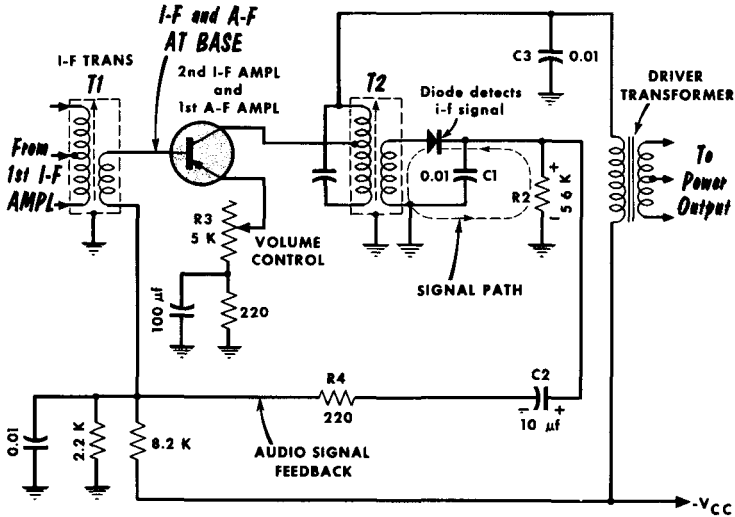 I-F and A-F
AT BASE
I-F TRANS
T1
2nd I-F AMPL
and
1st A-F AMPL
T2
Diode detects
i-f signal
C3
0.01
DRIVER
TRANSFORMER
From
1st I-F
AMPL
To
Power
Output
0.01
C1
R2
+
5 6 K
−
R3
5 K
VOLUME
CONTROL
SIGNAL PATH
100 µf
220
R4
220
C2
−
+
10 µf
0.01
2.2 K
8.2 K
AUDIO SIGNAL
FEEDBACK
-VCC